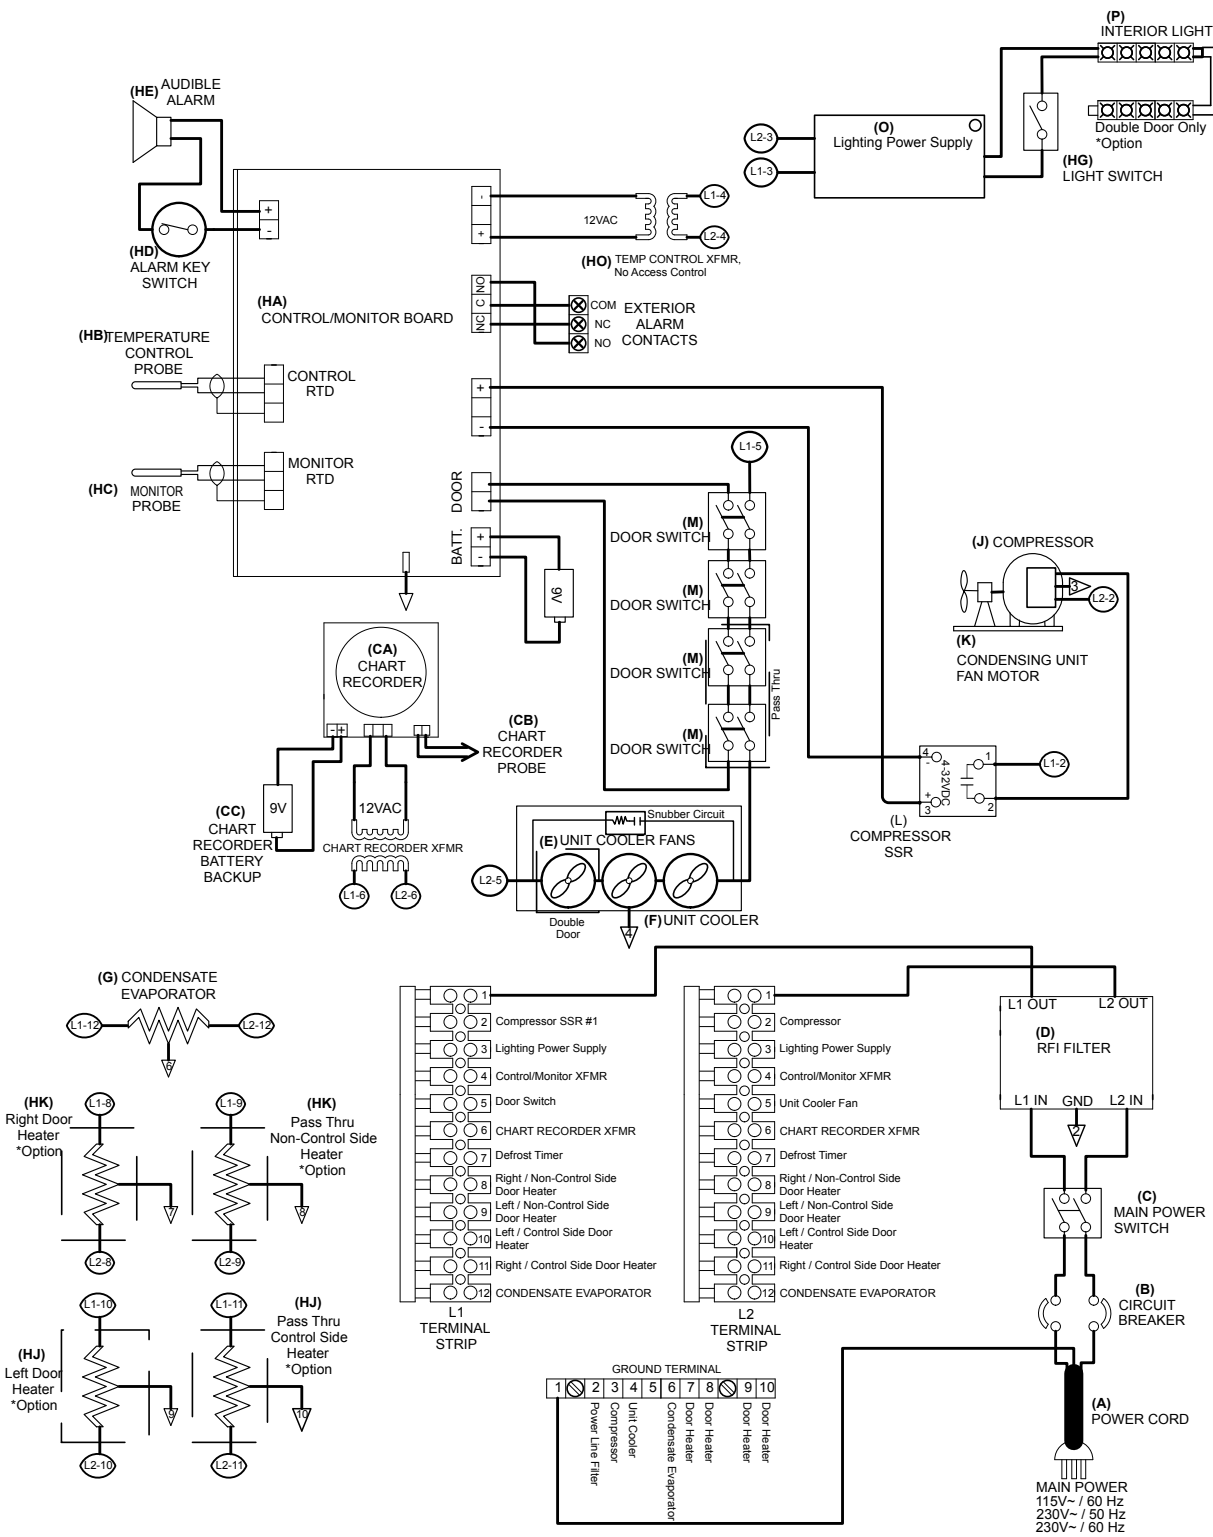 (P)
INTERIOR LIGHT
Double Door Only
*Option
(HG)
LIGHT SWITCH
(O)
Lighting Power Supply
L2-3
L1-3
(HE) AUDIBLE
ALARM
(HD)
ALARM KEY
SWITCH
+
-
-
+
12VAC
L1-4
L2-4
(HO) TEMP CONTROL XFMR,
No Access Control
(HA)
CONTROL/MONITOR BOARD
NO
C
NC
COM
NC
NO
EXTERIOR
ALARM
CONTACTS
(HB) TEMPERATURE
CONTROL
PROBE
CONTROL
RTD
+
-
(HC) MONITOR
PROBE
MONITOR
RTD
DOOR
BATT.
+
-
9V
L1-5
(M)
DOOR SWITCH
(M)
DOOR SWITCH
(M)
DOOR SWITCH
(M)
DOOR SWITCH
Pass Thru
(J) COMPRESSOR
3
L2-2
(K)
CONDENSING UNIT
FAN MOTOR
4
-
4-32VDC
+
3
1
2
L1-2
(L)
COMPRESSOR
SSR
(CA)
CHART
RECORDER
-+
(CB)
CHART
RECORDER
PROBE
9V
(CC)
CHART
RECORDER
BATTERY
BACKUP
12VAC
CHART RECORDER XFMR
L1-6
L2-6
Snubber Circuit
(E) UNIT COOLER FANS
L2-5
Double
Door
4
(F) UNIT COOLER
(G) CONDENSATE
EVAPORATOR
L1-12
L2-12
6
(HK)
Right Door
Heater
*Option
L1-8
7
L2-8
L1-9
8
L2-9
(HK)
Pass Thru
Non-Control Side
Heater
*Option
(HJ)
Left Door
Heater
*Option
L1-10
9
L2-10
L1-11
10
L2-11
(HJ)
Pass Thru
Control Side
Heater
*Option
1
2 Compressor SSR #1
3 Lighting Power Supply
4 Control/Monitor XFMR
5 Door Switch
6 CHART RECORDER XFMR
7 Defrost Timer
8 Right / Non-Control Side
Door Heater
9 Left / Non-Control Side
Door Heater
10 Left / Control Side Door
Heater
11 Right / Control Side Door Heater
12 CONDENSATE EVAPORATOR
L1
TERMINAL
STRIP
1
2 Compressor
3 Lighting Power Supply
4 Control/Monitor XFMR
5 Unit Cooler Fan
6 CHART RECORDER XFMR
7 Defrost Timer
8 Right / Non-Control Side
Door Heater
9 Left / Non-Control Side
Door Heater
10 Left / Control Side Door
Heater
11 Right / Control Side Door Heater
12 CONDENSATE EVAPORATOR
L2
TERMINAL
STRIP
L1 OUT L2 OUT
(D)
RFI FILTER
L1 IN GND L2 IN
2
(C)
MAIN POWER
SWITCH
(B)
CIRCUIT
BREAKER
(A)
POWER CORD
MAIN POWER
115V~ / 60 Hz
230V~ / 50 Hz
230V~ / 60 Hz
GROUND TERMINAL
1 2 3 4 5 6 7 8 9 10
Power Line Filter
Compressor
Unit Cooler
Condensate Evaporator
Door Heater
Door Heater
Door Heater
Door Heater